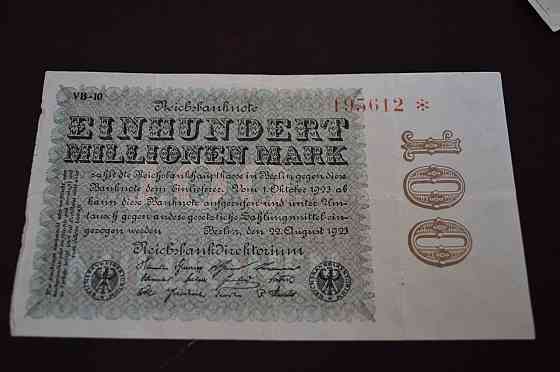 VB-10
Reichsbanknote
195612 *
EINHUNDERT
MILLIONEN MARK
zahlt die Reichsbankhauptkasse in Berlin gegen diese
Banknote dem Einlieferer. Vom 1. Oktober 1923 ab
kann diese Banknote aufgerufen und unter Um-
tausch gegen andere gesetzliche Zahlungsmittel ein-
gezogen werden
Berlin, den 22. August 1923
Reichsbankdirektorium
100